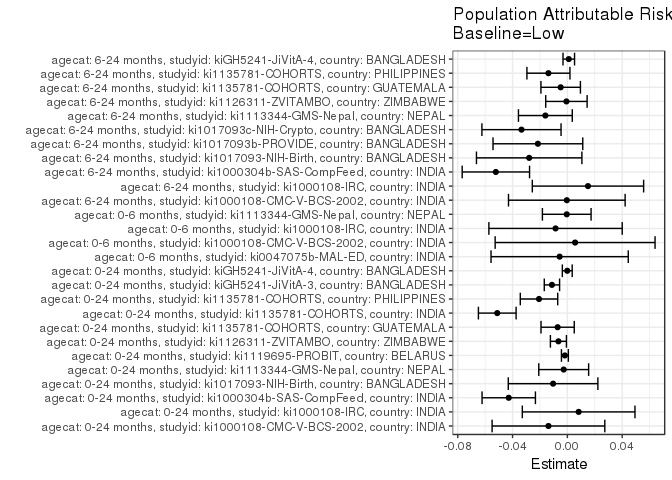 Population Attributable Risk
Baseline=Low
agecat: 6-24 months, studyid: kiGH5241-JiVitA-4, country: BANGLADESH
agecat: 6-24 months, studyid: ki1135781-COHORTS, country: PHILIPPINES
agecat: 6-24 months, studyid: ki1135781-COHORTS, country: GUATEMALA
agecat: 6-24 months, studyid: ki1126311-ZVITAMBO, country: ZIMBABWE
agecat: 6-24 months, studyid: ki1113344-GMS-Nepal, country: NEPAL
agecat: 6-24 months, studyid: ki1017093c-NIH-Crypto, country: BANGLADESH
agecat: 6-24 months, studyid: ki1017093b-PROVIDE, country: BANGLADESH
agecat: 6-24 months, studyid: ki1017093-NIH-Birth, country: BANGLADESH
agecat: 6-24 months, studyid: ki1000304b-SAS-CompFeed, country: INDIA
agecat: 6-24 months, studyid: ki1000108-IRC, country: INDIA
agecat: 6-24 months, studyid: ki1000108-CMC-V-BCS-2002, country: INDIA
agecat: 0-6 months, studyid: ki1113344-GMS-Nepal, country: NEPAL
agecat: 0-6 months, studyid: ki1000108-IRC, country: INDIA
agecat: 0-6 months, studyid: ki1000108-CMC-V-BCS-2002, country: INDIA
agecat: 0-6 months, studyid: ki0047075b-MAL-ED, country: INDIA
agecat: 0-24 months, studyid: kiGH5241-JiVitA-4, country: BANGLADESH
agecat: 0-24 months, studyid: kiGH5241-JiVitA-3, country: BANGLADESH
agecat: 0-24 months, studyid: ki1135781-COHORTS, country: PHILIPPINES
agecat: 0-24 months, studyid: ki1135781-COHORTS, country: INDIA
agecat: 0-24 months, studyid: ki1135781-COHORTS, country: GUATEMALA
agecat: 0-24 months, studyid: ki1126311-ZVITAMBO, country: ZIMBABWE
agecat: 0-24 months, studyid: ki1119695-PROBIT, country: BELARUS
agecat: 0-24 months, studyid: ki1113344-GMS-Nepal, country: NEPAL
agecat: 0-24 months, studyid: ki1017093-NIH-Birth, country: BANGLADESH
agecat: 0-24 months, studyid: ki1000304b-SAS-CompFeed, country: INDIA
agecat: 0-24 months, studyid: ki1000108-IRC, country: INDIA
agecat: 0-24 months, studyid: ki1000108-CMC-V-BCS-2002, country: INDIA
-0.08 -0.04 0.00 0.04
Estimate